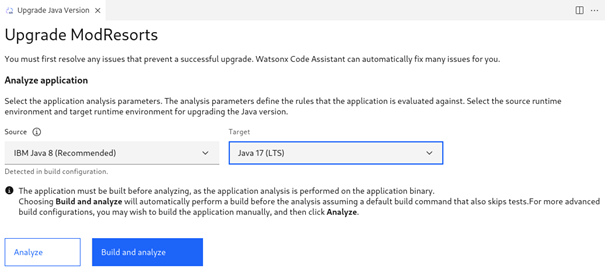 Upgrade Java Version
Upgrade ModResorts
You must first resolve any issues that prevent a successful upgrade. Watsonx Code Assistant can automatically fix many issues for you.
Analyze application
Select the application analysis parameters. The analysis parameters define the rules that the application is evaluated against. Select the source runtime
environment and target runtime environment for upgrading the Java version.
Source Target
IBM Java 8 (Recommended) Java 17 (LTS)
Detected in build configuration.
The application must be built before analyzing, as the application analysis is performed on the application binary.
Choosing Build and analyze will automatically perform a build before the analysis assuming a default build command that also skips tests.For more advanced
build configurations, you may wish to build the application manually, and then click Analyze.
Analyze Build and analyze